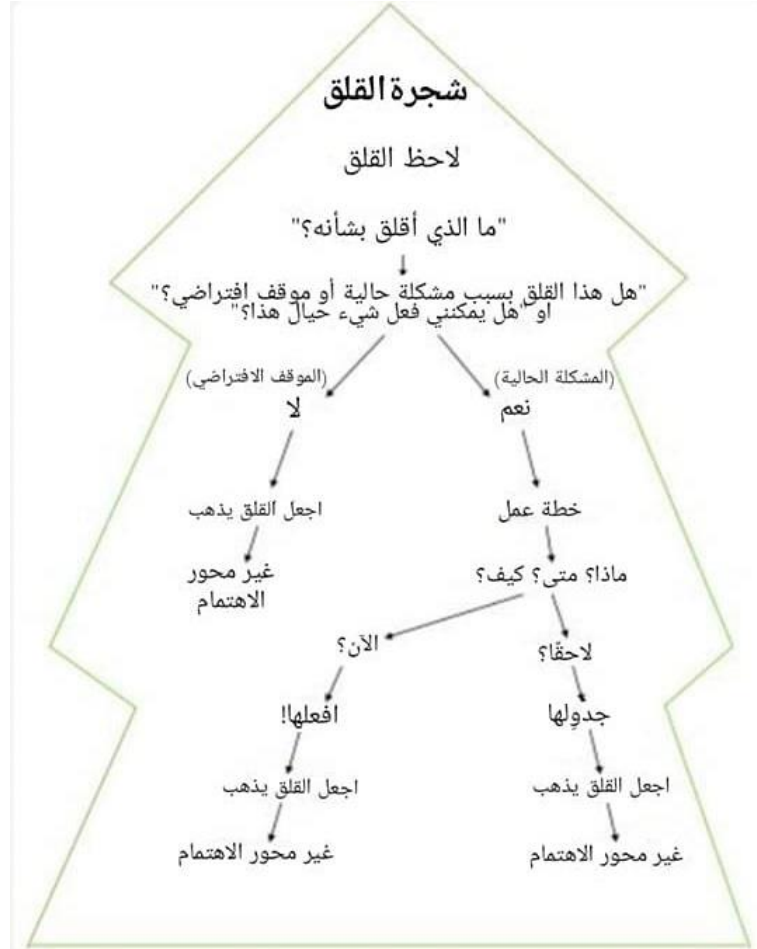 شجرة القلق
لاحظ القلق
"ما الذي أقلق بشأنه؟"
"هل هذا القلق بسبب مشكلة حالية أو موقف افتراضي؟"
او "هل يمكنني فعل شيء حيال هذا؟"
(المشكلة الحالية)
نعم
(الموقف الافتراضي)
لا
خطة عمل
اجعل القلق يذهب
ماذا؟ متى؟ كيف؟
غير محور
الاهتمام
لاحقًا؟
الآن؟
جدوِلها
افعلها!
اجعل القلق يذهب
اجعل القلق يذهب
غير محور الاهتمام
غير محور الاهتمام